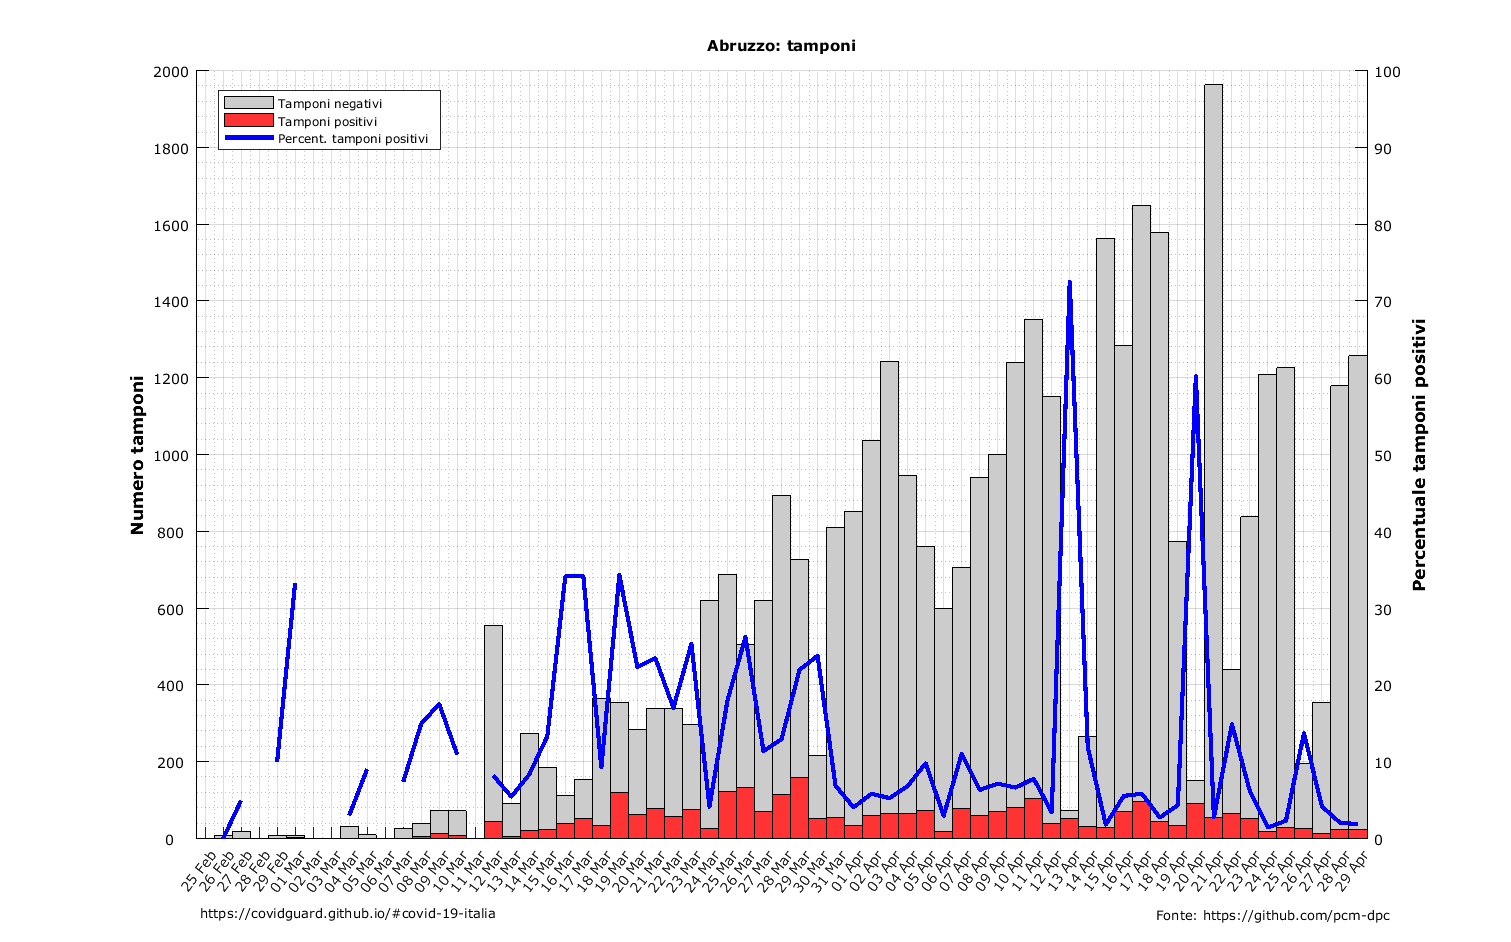 Abruzzo: tamponi
Tamponi negativi
Tamponi positivi
Percent. tamponi positivi
Numero tamponi
2000
1800
1600
1400
1200
1000
800
600
400
200
0
100
90
80
70
60
50
40
30
20
10
0
Percentuale tamponi positivi
25 Feb
26 Feb
27 Feb
28 Feb
29 Feb
01 Mar
02 Mar
03 Mar
04 Mar
05 Mar
06 Mar
07 Mar
08 Mar
09 Mar
10 Mar
11 Mar
12 Mar
13 Mar
14 Mar
15 Mar
16 Mar
17 Mar
18 Mar
19 Mar
20 Mar
21 Mar
22 Mar
23 Mar
24 Mar
25 Mar
26 Mar
27 Mar
28 Mar
29 Mar
30 Mar
31 Mar
01 Apr
02 Apr
03 Apr
04 Apr
05 Apr
06 Apr
07 Apr
08 Apr
09 Apr
10 Apr
11 Apr
12 Apr
13 Apr
14 Apr
15 Apr
16 Apr
17 Apr
18 Apr
19 Apr
20 Apr
21 Apr
22 Apr
23 Apr
24 Apr
25 Apr
26 Apr
27 Apr
28 Apr
29 Apr
https://covidguard.github.io/#covid-19-italia
Fonte: https://github.com/pcm-dpc